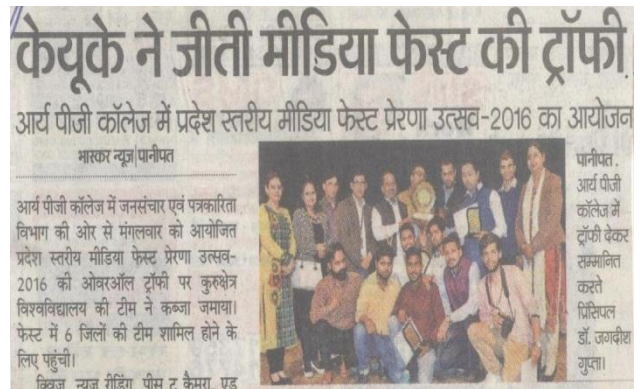 केयूके ने जीती मीडिया फेस्ट की ट्रॉफी
आर्य पीजी कॉलेज में प्रदेश स्तरीय मीडिया फेस्ट प्रेरणा उत्सव-2016 का आयोजन
भास्कर न्यूज|पानीपत
आर्य पीजी कॉलेज में जनसंचार एवं पत्रकारिता
विभाग की ओर से मंगलवार को आयोजित
प्रदेश स्तरीय मीडिया फेस्ट प्रेरणा उत्सव-
2016 की ओवरऑल ट्रॉफी पर कुरुक्षेत्र
विश्वविद्यालय की टीम ने कब्जा जमाया।
फेस्ट में 6 जिलों की टीम शामिल होने के
लिए पहुंची।
क्विज, न्यूज रीडिंग, पीस टू कैमरा, एड
पानीपत.
आर्य पीजी
कॉलेज में
ट्रॉफी देकर
सम्मानित
करते
प्रिंसिपल
डॉ. जगदीश
गुप्ता।